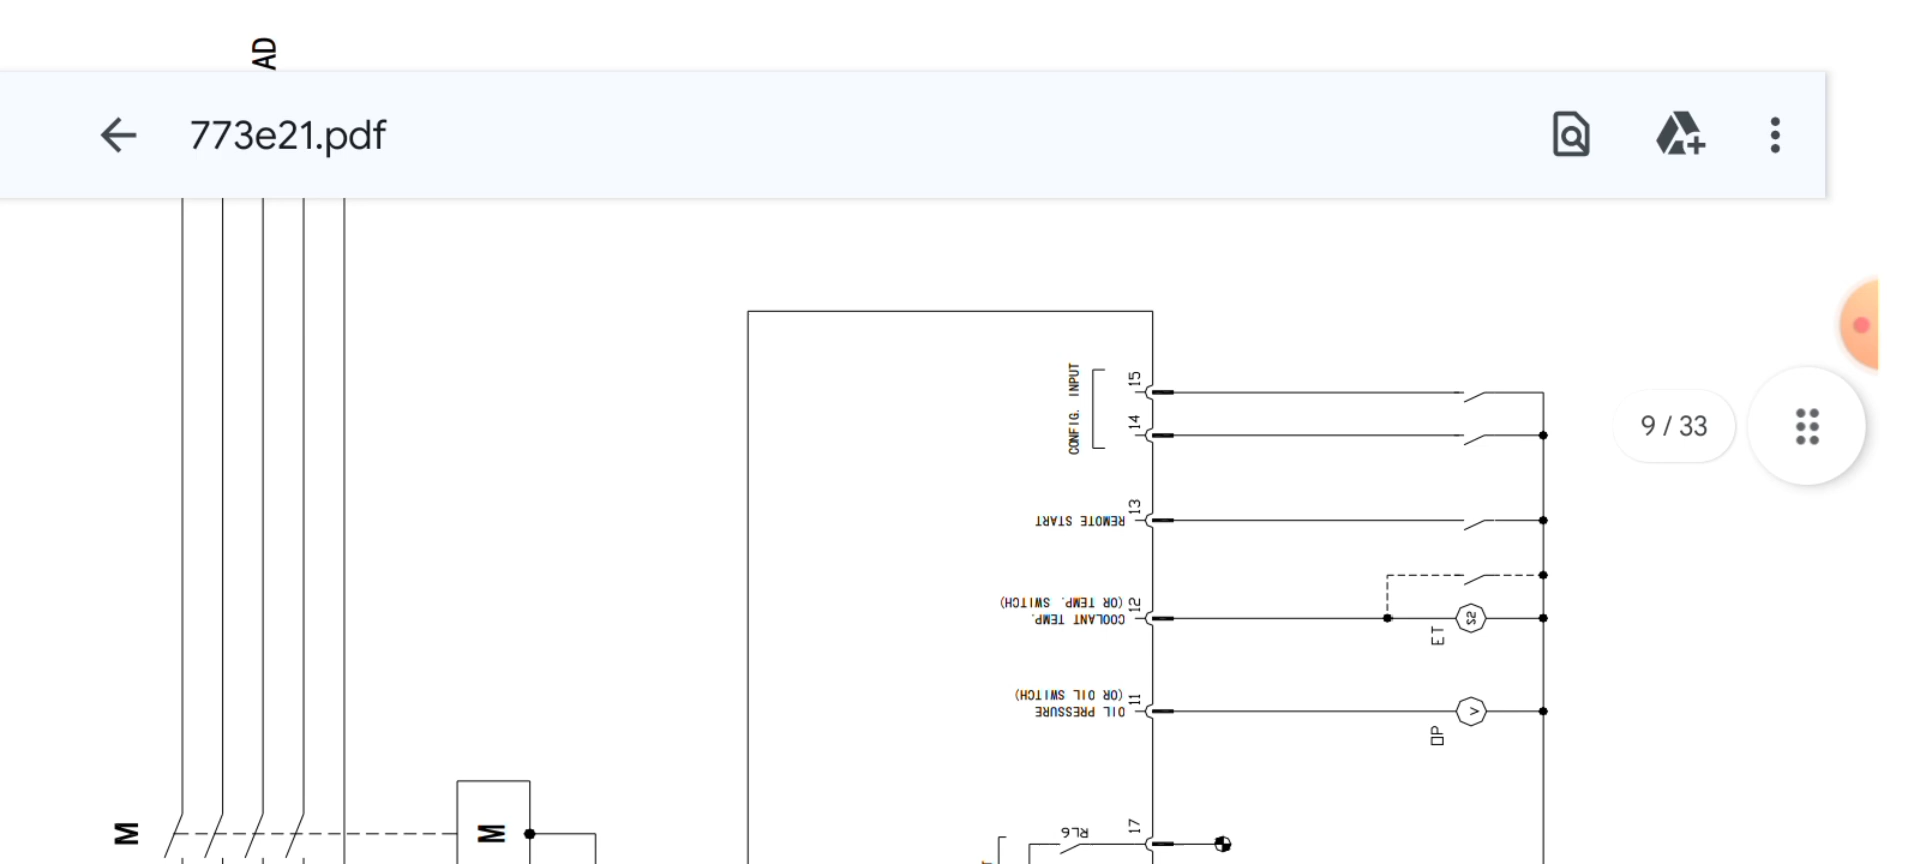 AD
773e21.pdf
9 / 33
CONFIG. INPUT
15
14
13
REMOTE START
12
(OR TEMP. SWITCH)
COOLANT TEMP.
ET
11
(OR OIL SWITCH)
OIL PRESSURE
OP
V
17
RL6
M
M